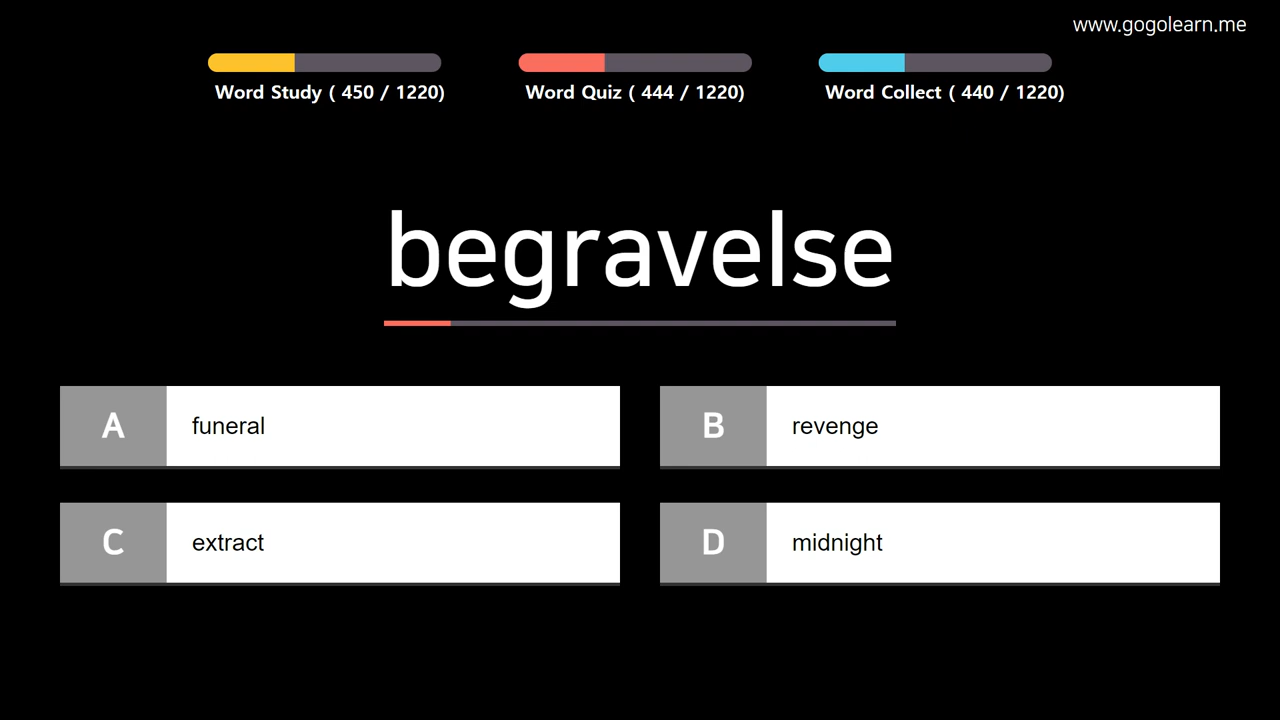 www.gogolearn.me
Word Study ( 450 / 1220)
Word Quiz ( 444 / 1220)
Word Collect ( 440 / 1220)
begravelse
A funeral
B revenge
C extract
D midnight